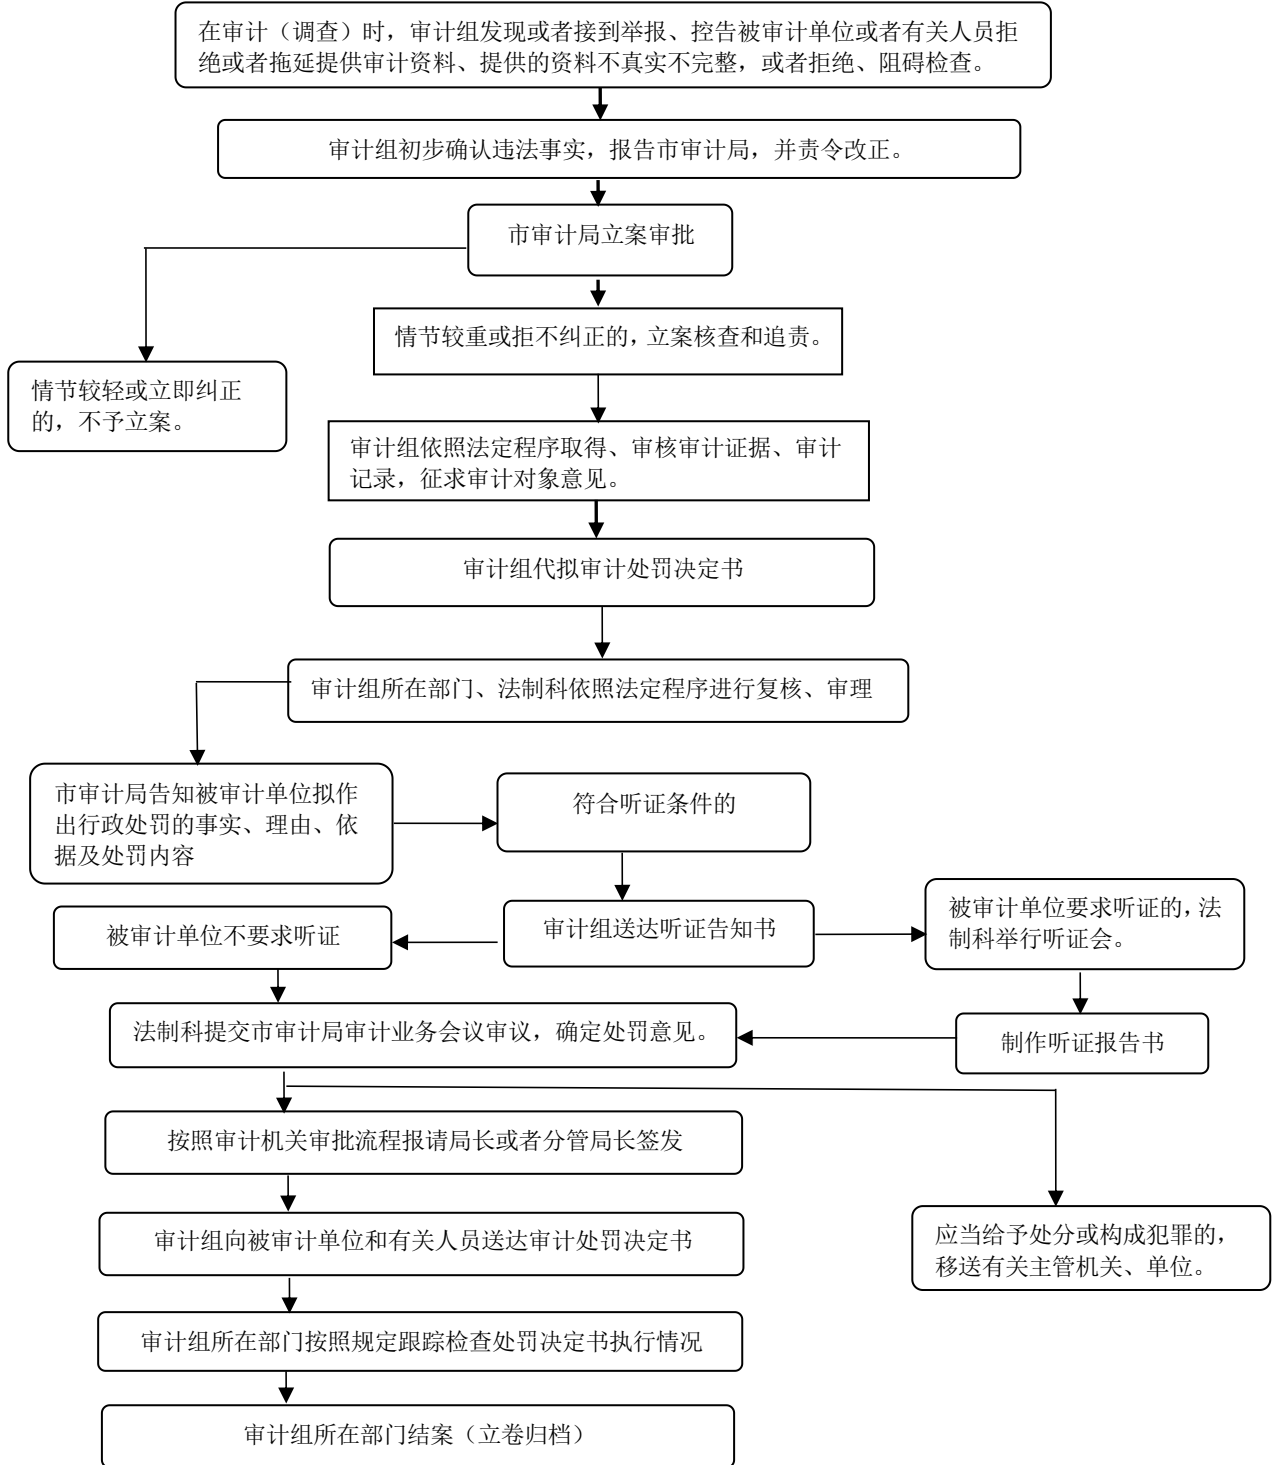 在审计（调查）时，审计组发现或者接到举报、控告被审计单位或者有关人员拒
绝或者拖延提供审计资料、提供的资料不真实不完整，或者拒绝、阻碍检查。
审计组初步确认违法事实，报告市审计局，并责令改正。
市审计局立案审批
情节较重或拒不纠正的，立案核查和追责。
情节较轻或立即纠正
的，不予立案。
审计组依照法定程序取得、审核审计证据、审计
记录，征求审计对象意见。
审计组代拟审计处罚决定书
审计组所在部门、法制科依照法定程序进行复核、审理
市审计局告知被审计单位拟作
出行政处罚的事实、理由、依
据及处罚内容
符合听证条件的
审计组送达听证告知书
被审计单位不要求听证
被审计单位要求听证的，法
制科举行听证会。
制作听证报告书
法制科提交市审计局审计业务会议审议，确定处罚意见。
按照审计机关审批流程报请局长或者分管局长签发
审计组向被审计单位和有关人员送达审计处罚决定书
应当给予处分或构成犯罪的，
移送有关主管机关、单位。
审计组所在部门按照规定跟踪检查处罚决定书执行情况
审计组所在部门结案（立卷归档）